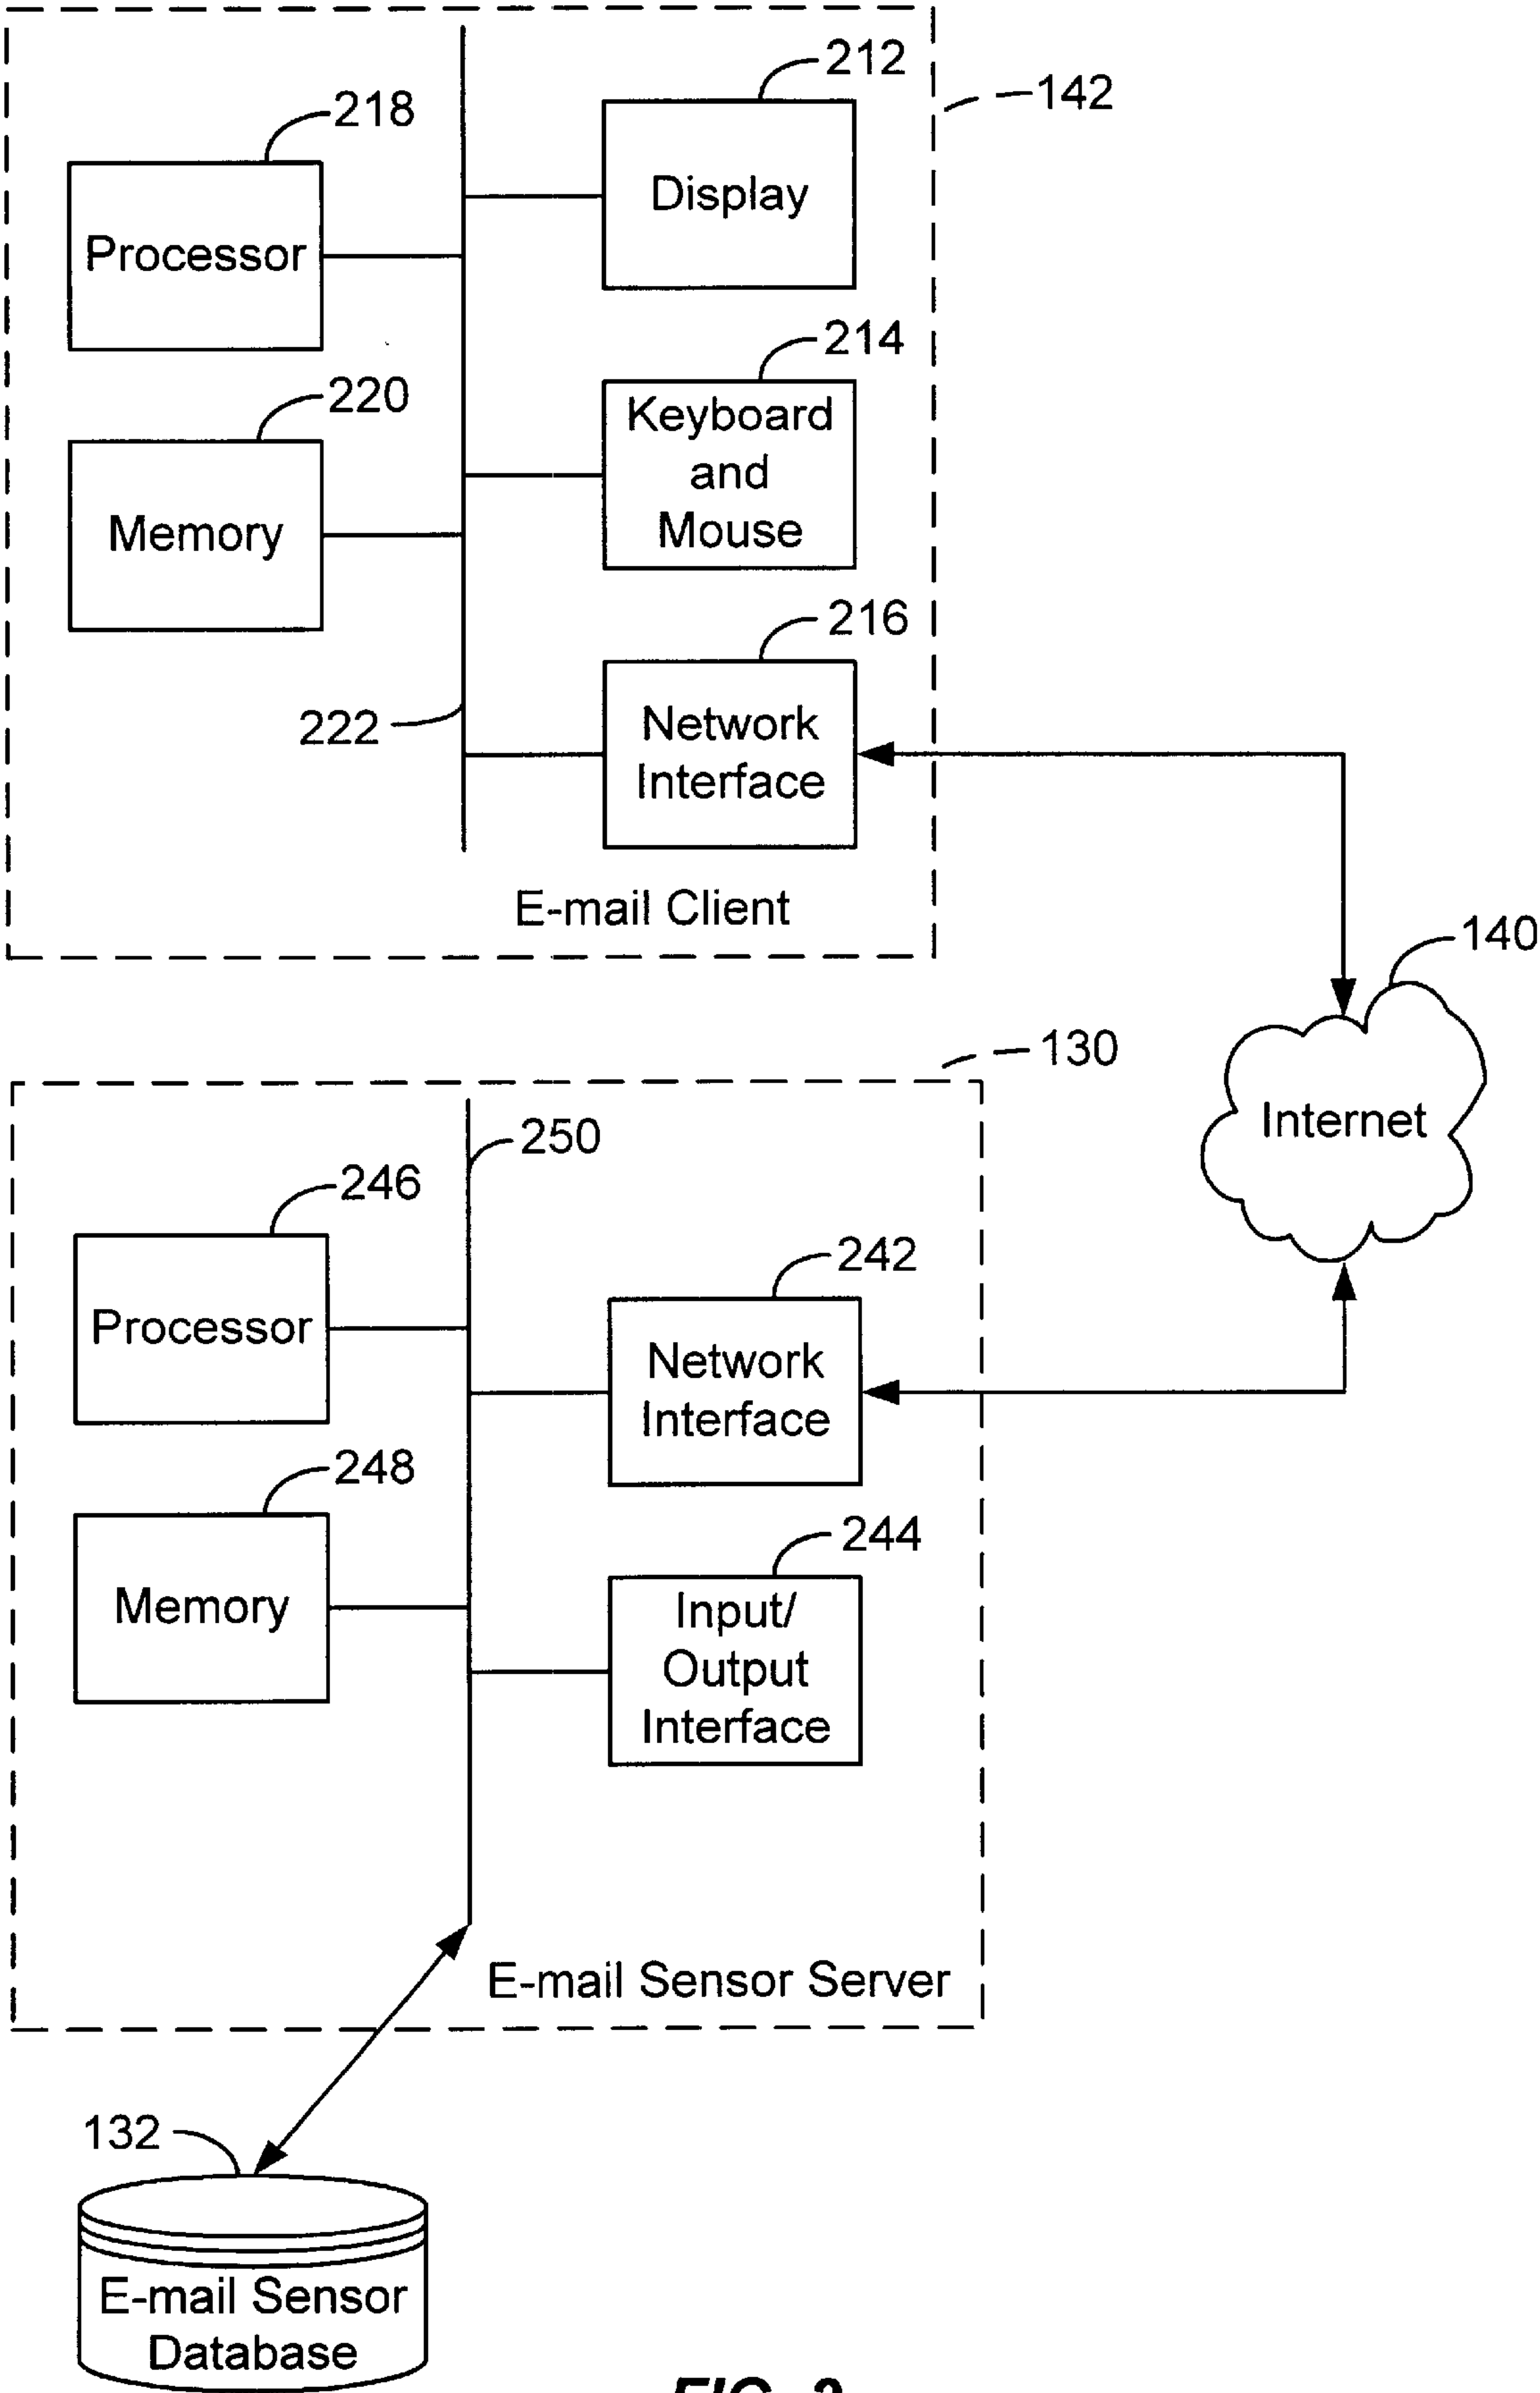 212
142
218
Display
Processor
214
220
Keyboard
and
Mouse
Memory
216
222
Network
Interface
E-mail Client
140
130
Internet
250
246
242
Processor
Network
Interface
248
244
Memory
Input/
Output
Interface
E-mail Sensor Server
132
E-mail Sensor
Database